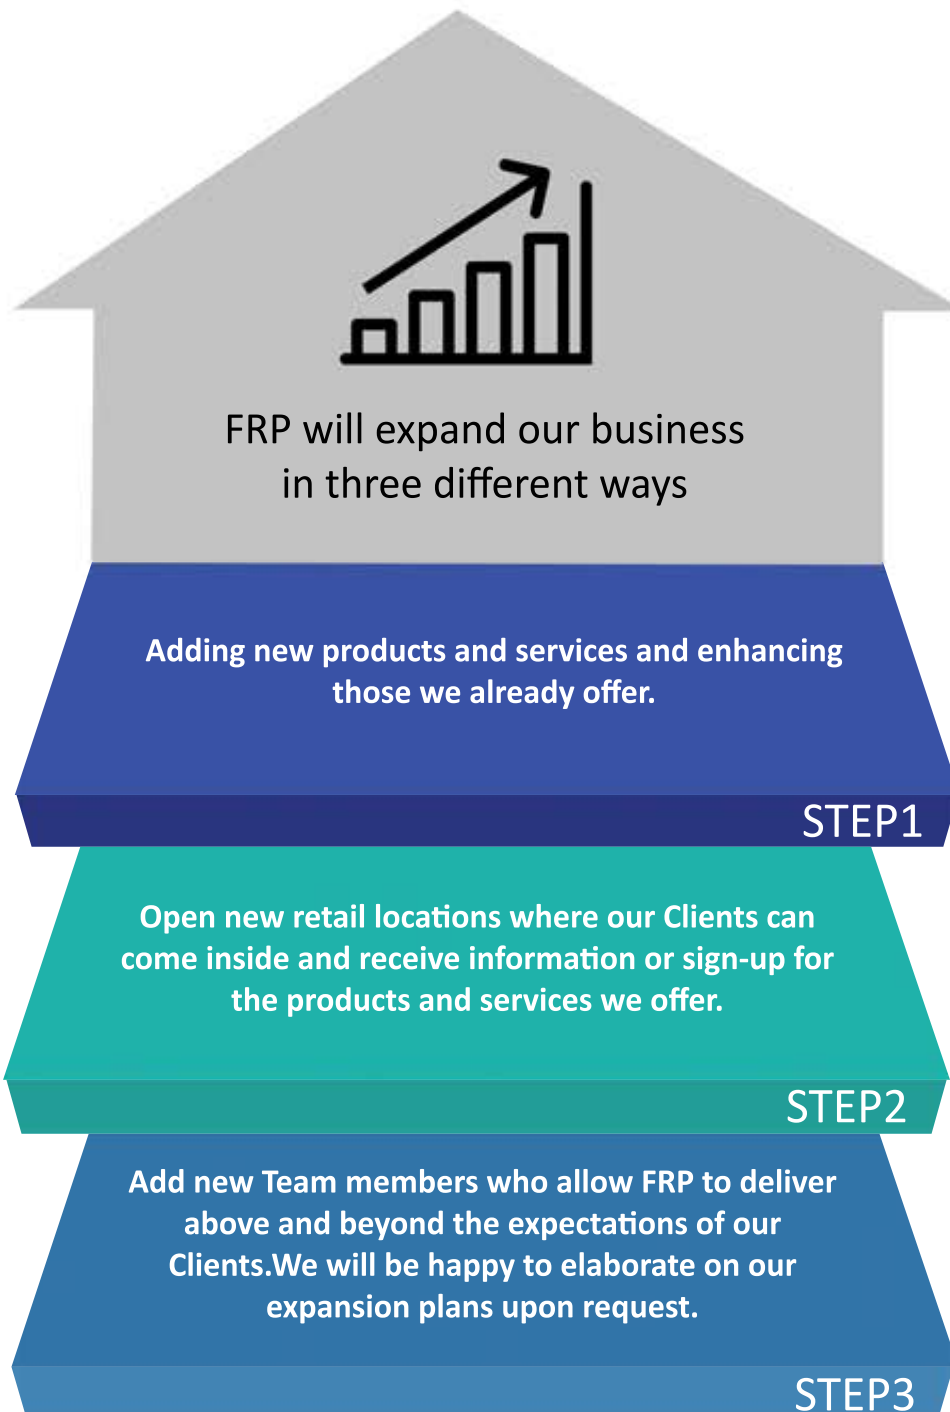 FRP will expand our business
in three different ways
Adding new products and services and enhancing
those we already offer.
STEP1
Open new retail locations where our Clients can
come inside and receive information or sign-up for
the products and services we offer.
STEP2
Add new Team members who allow FRP to deliver
above and beyond the expectations of our
Clients.We will be happy to elaborate on our
expansion plans upon request.
STEP3